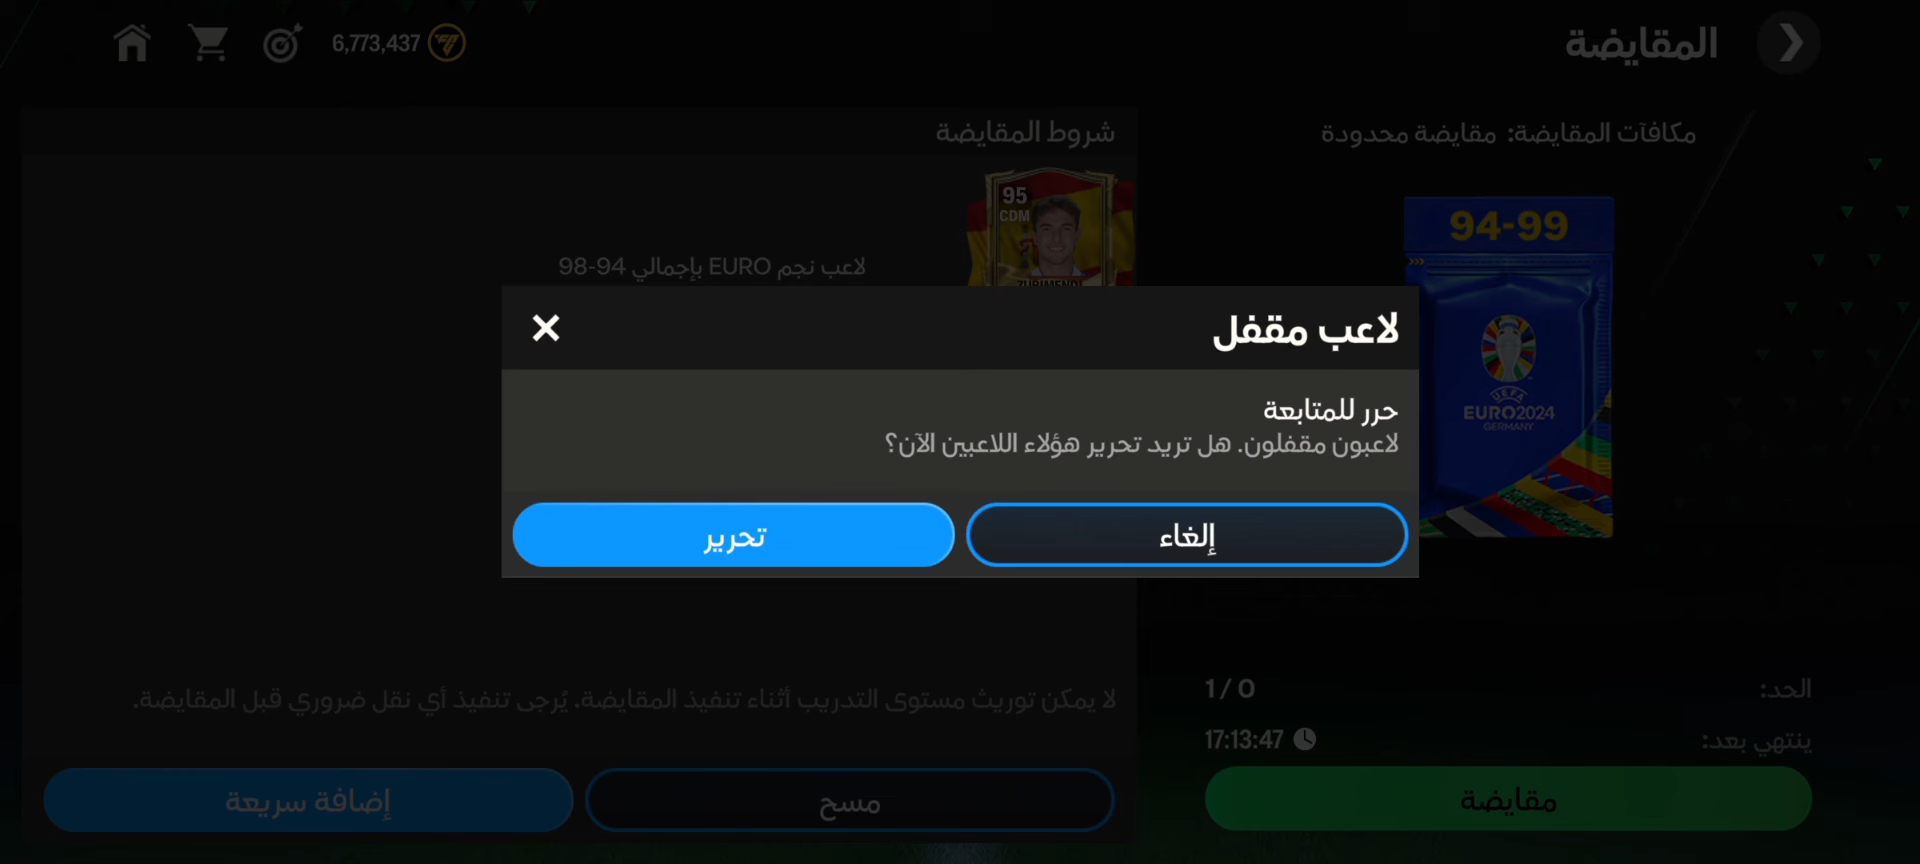 المقايضة
6,773,437
مكافآت المقايضة: مقايضة محدودة
شروط المقايضة
94-99
UEFA
EURO2024
GERMANY
95
CDM
ZUBIMENDI
لاعب نجم EURO بإجمالي 94-98
لاعب مقفل
حرر للمتابعة
لاعبون مقفلون. هل تريد تحرير هؤلاء اللاعبين الآن؟
إلغاء
تحرير
الحد:
1 / 0
ينتهي بعد:
17:13:47
مقايضة
لا يمكن توريث مستوى التدريب أثناء تنفيذ المقايضة. يُرجى تنفيذ أي نقل ضروري قبل المقايضة.
مسح
إضافة سريعة